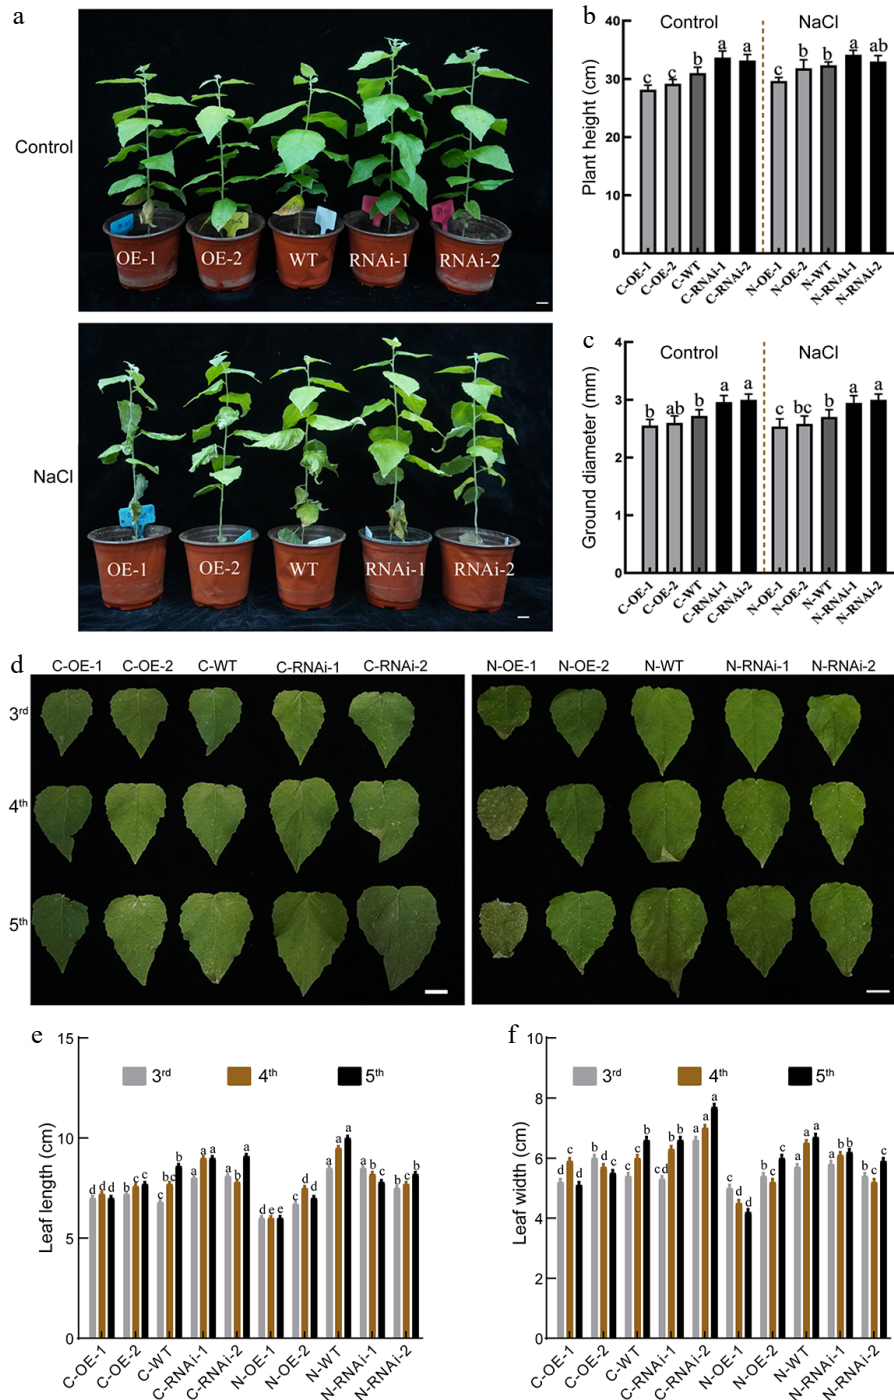 a
Control
OE-1 OE-2 WT RNAi-1 RNAi-2
NaCl
OE-1 OE-2 WT RNAi-1 RNAi-2
b
Control NaCl
Plant height (cm)
40
30
20
10
0
c c b a a c b b a ab
C-OE-1 C-OE-2 C-WT C-RNAi-1 C-RNAi-2 N-OE-1 N-OE-2 N-WT N-RNAi-1 N-RNAi-2
c
Control NaCl
Ground diameter (mm)
4
3
2
1
0
b ab b a a c bc b a a
C-OE-1 C-OE-2 C-WT C-RNAi-1 C-RNAi-2 N-OE-1 N-OE-2 N-WT N-RNAi-1 N-RNAi-2
d
C-OE-1 C-OE-2 C-WT C-RNAi-1 C-RNAi-2 N-OE-1 N-OE-2 N-WT N-RNAi-1 N-RNAi-2
3rd
4th
5th
e
Leaf length (cm)
15
10
5
0
3rd 4th 5th
d d d c c c c b c b a a a a b c a d e e c b d a a a a b c b c b
C-OE-1 C-OE-2 C-WT C-RNAi-1 C-RNAi-2 N-OE-1 N-OE-2 N-WT N-RNAi-1 N-RNAi-2
f
Leaf width (cm)
10
8
6
4
2
0
3rd 4th 5th
d c d b c c c c b c d b b a a a c d d b c c b a a a b b b c c
C-OE-1 C-OE-2 C-WT C-RNAi-1 C-RNAi-2 N-OE-1 N-OE-2 N-WT N-RNAi-1 N-RNAi-2